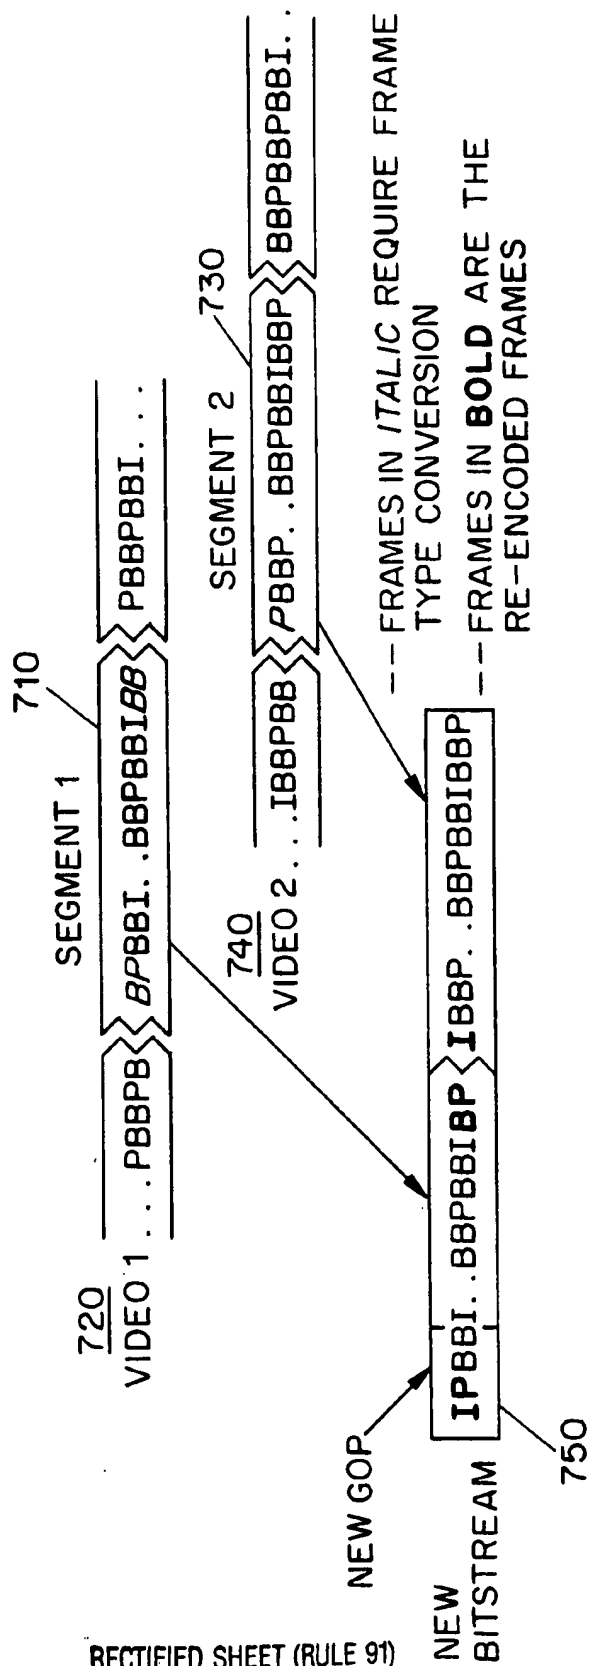 710
SEGMENT 1
720
VIDEO 1 . . . .PBBPB BPBBI. . .BBPBBIBB PBBPBBI. . . .
SEGMENT 2
730
740
VIDEO 2 . . . .IBBPBB PBBP. . .BBPBBIBBP BBPBBPBBI. . .
NEW GOP
NEW
BITSTREAM
IPBBI. . .BBPBBIBP IBBP. . .BBPBBIBBP
750
-- FRAMES IN ITALIC REQUIRE FRAME
TYPE CONVERSION
-- FRAMES IN BOLD ARE THE
RE-ENCODED FRAMES
RECTIFIED SHEET (RULE 91)